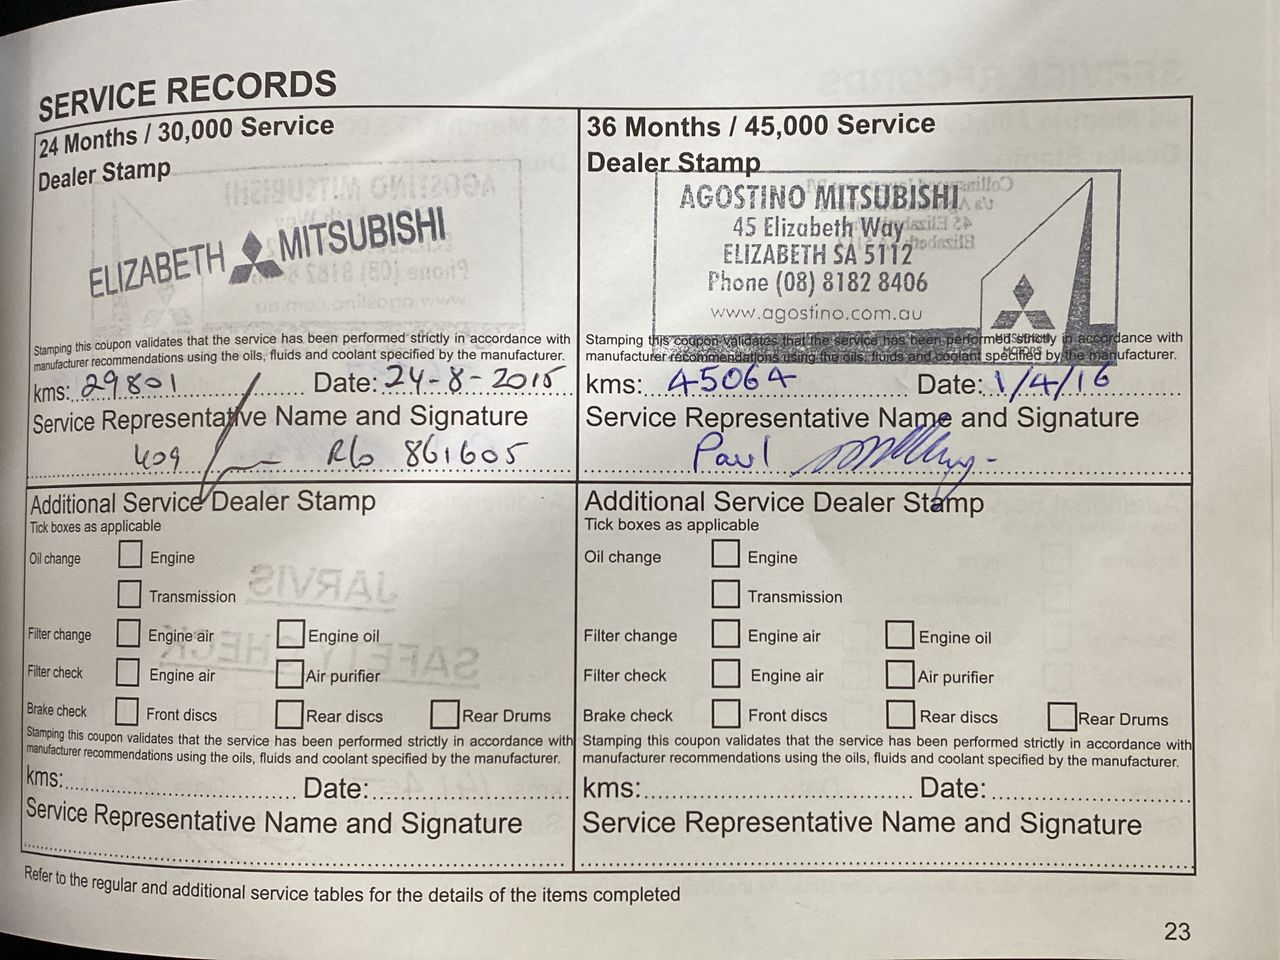 SERVICE RECORDS
24 Months / 30,000 Service
Dealer Stamp
ELIZABETH MITSUBISHI
Stamping this coupon validates that the service has been performed strictly in accordance with
manufacturer recommendations using the oils, fluids and coolant specified by the manufacturer.
kms: 29801 Date: 24-8-2015
Service Representative Name and Signature
409 R/o 861605
36 Months / 45,000 Service
Dealer Stamp
AGOSTINO MITSUBISHI
45 Elizabeth Way
ELIZABETH SA 5112
Phone (08) 8182 8406
www.agostino.com.au
Stamping this coupon validates that the service has been performed strictly in accordance with
manufacturer recommendations using the oils, fluids and coolant specified by the manufacturer.
kms: 45064 Date: 1/4/16
Service Representative Name and Signature
Paul
Additional Service Dealer Stamp
Tick boxes as applicable
Oil change Engine
Transmission
Filter change Engine air Engine oil
Filter check Engine air Air purifier
Brake check Front discs Rear discs Rear Drums
Stamping this coupon validates that the service has been performed strictly in accordance with
manufacturer recommendations using the oils, fluids and coolant specified by the manufacturer.
kms: Date:
Service Representative Name and Signature
Additional Service Dealer Stamp
Tick boxes as applicable
Oil change Engine
Transmission
Filter change Engine air Engine oil
Filter check Engine air Air purifier
Brake check Front discs Rear discs Rear Drums
Stamping this coupon validates that the service has been performed strictly in accordance with
manufacturer recommendations using the oils, fluids and coolant specified by the manufacturer.
kms: Date:
Service Representative Name and Signature
Refer to the regular and additional service tables for the details of the items completed
23